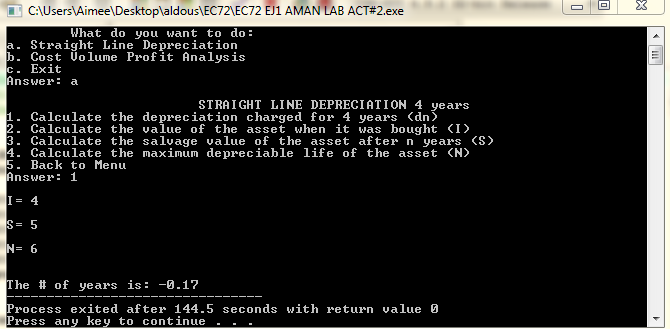 C:\Users\Aimee\Desktop\aldous\EC72\EC72 EJ1 AMAN LAB ACT#2.exe
What do you want to do:
a. Straight Line Depreciation
b. Cost Volume Profit Analysis
c. Exit
Answer: a
STRAIGHT LINE DEPRECIATION 4 years
1. Calculate the depreciation charged for 4 years (dn)
2. Calculate the value of the asset when it was bought (I)
3. Calculate the salvage value of the asset after n years (S)
4. Calculate the maximum depreciable life of the asset (N)
5. Back to Menu
Answer: 1
I= 4
S= 5
N= 6
The # of years is: -0.17
--------------------------------
Process exited after 144.5 seconds with return value 0
Press any key to continue . . .